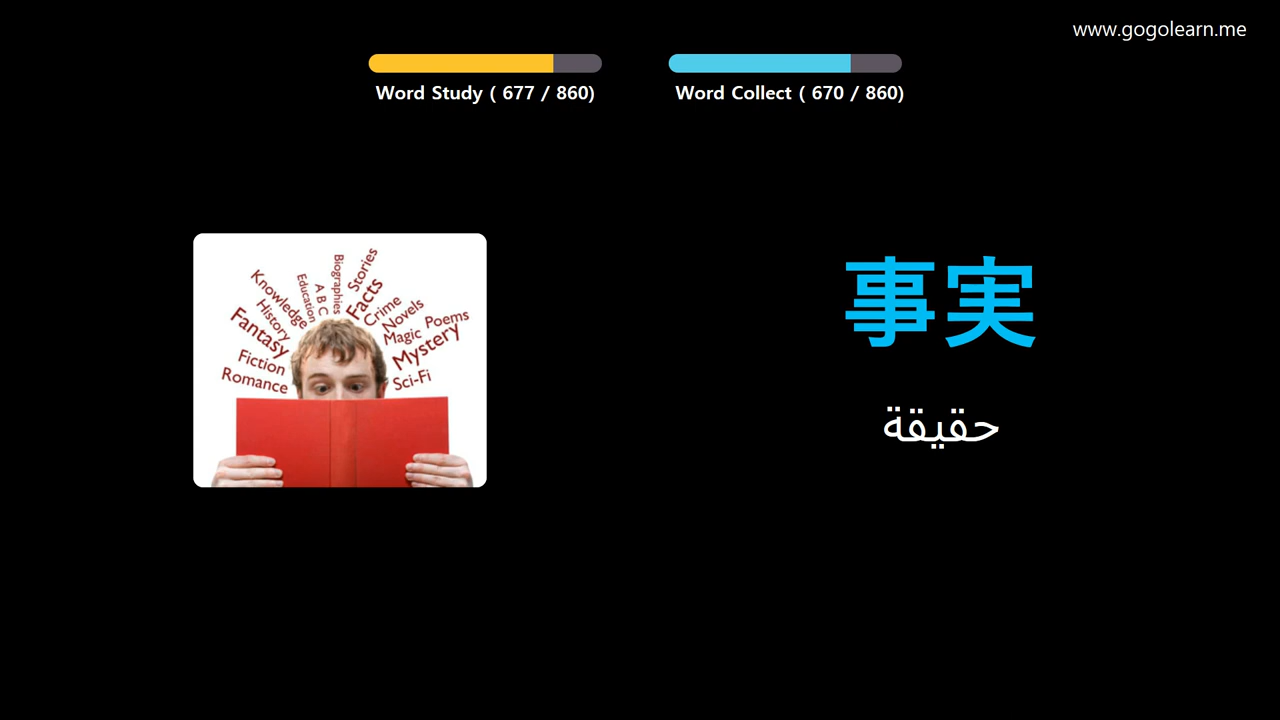 www.gogolearn.me
Word Study ( 677 / 860)
Word Collect ( 670 / 860)
Knowledge
History
Fantasy
Fiction
Romance
Education
A B C
Biographies
Stories
Facts
Crime
Novels
Magic
Poems
Mystery
Sci-Fi
事実
حقيقة